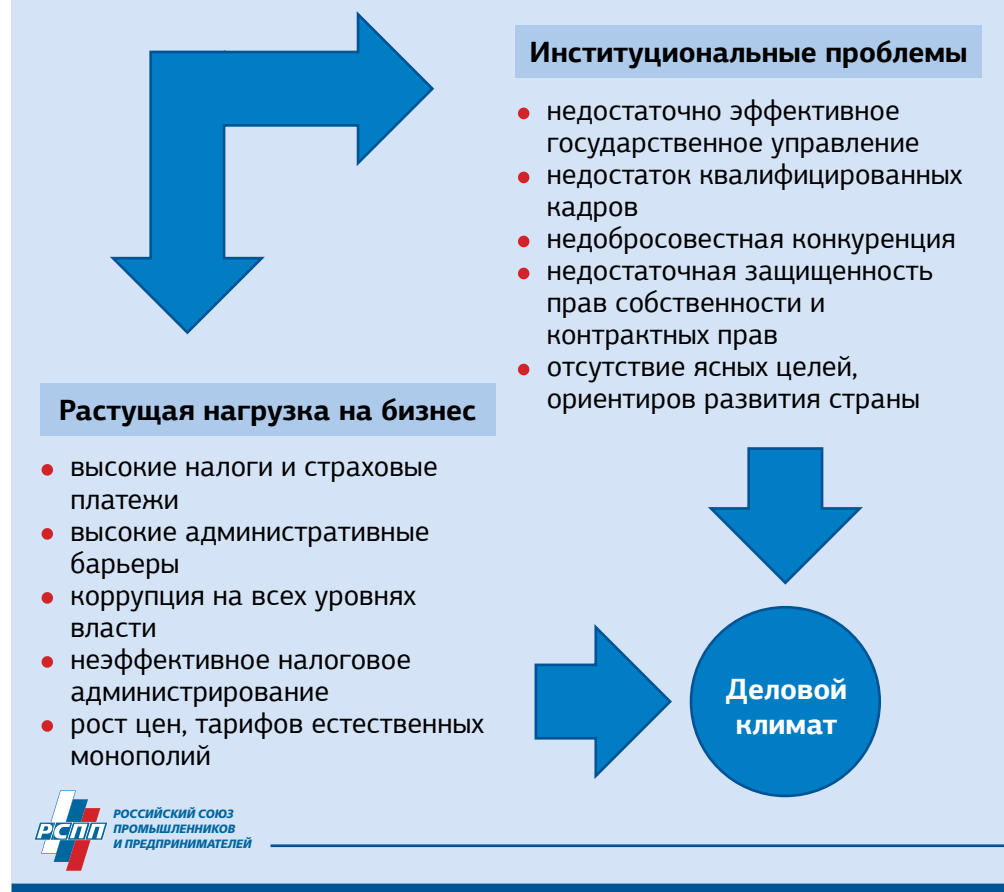 Институциональные проблемы
недостаточно эффективное
государственное управление
недостаток квалифицированных
кадров
недобросовестная конкуренция
недостаточная защищенность
прав собственности и
контрактных прав
отсутствие ясных целей,
ориентиров развития страны
Растущая нагрузка на бизнес
высокие налоги и страховые
платежи
высокие административные
барьеры
коррупция на всех уровнях
власти
неэффективное налоговое
администрирование
рост цен, тарифов естественных
монополий
Деловой
климат
РСПП
РОССИЙСКИЙ СОЮЗ
ПРОМЫШЛЕННИКОВ
И ПРЕДПРИНИМАТЕЛЕЙ